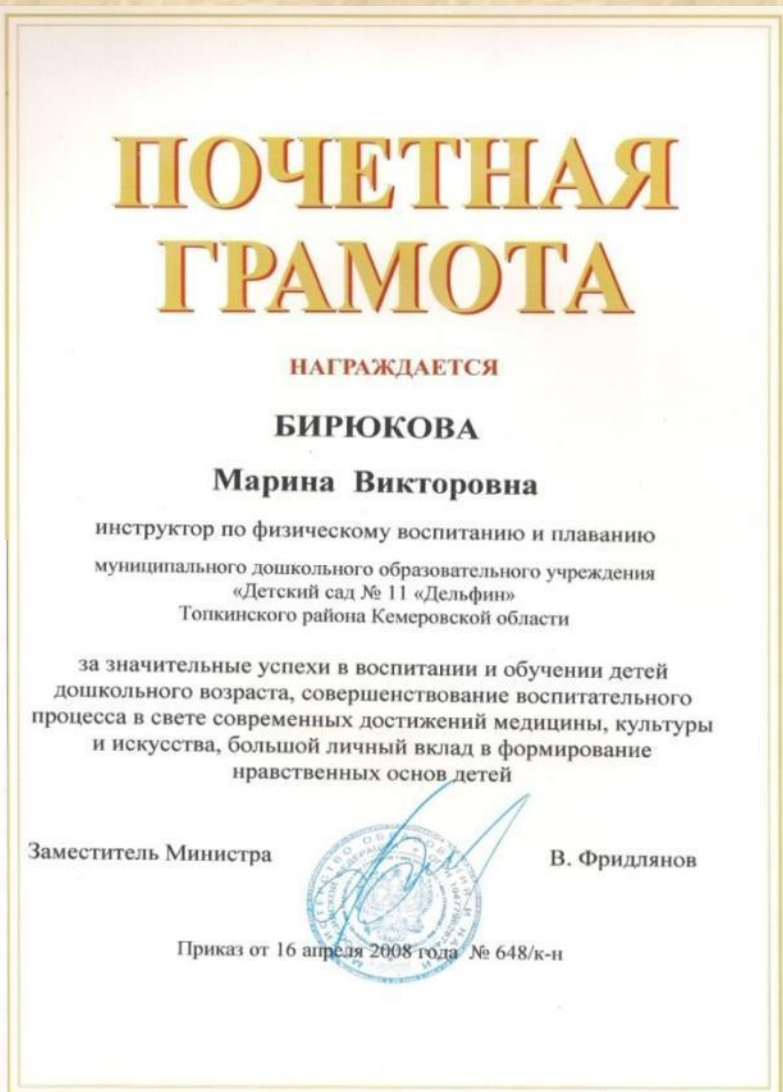 ПОЧЕТНАЯ
ГРАМОТА
НАГРАЖДАЕТСЯ
БИРЮКОВА
Марина Викторовна
инструктор по физическому воспитанию и плаванию
муниципального дошкольного образовательного учреждения
«Детский сад № 11 «Дельфин»
Топкинского района Кемеровской области
за значительные успехи в воспитании и обучении детей
дошкольного возраста, совершенствование воспитательного
процесса в свете современных достижений медицины, культуры
и искусства, большой личный вклад в формирование
нравственных основ детей
Заместитель Министра
В. Фридлянов
Приказ от 16 апреля 2008 года № 648/к-н